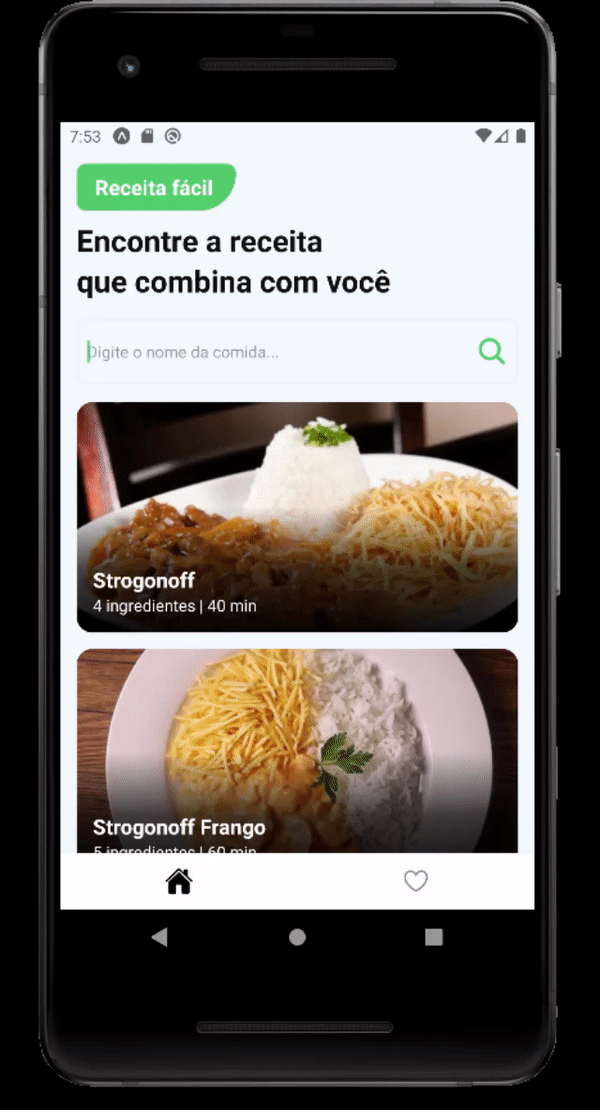 7:53
Receita fácil
Encontre a receita
que combina com você
Digite o nome da comida...
Strogonoff
4 ingredientes | 40 min
Strogonoff Frango
5 ingredientes | 60 min